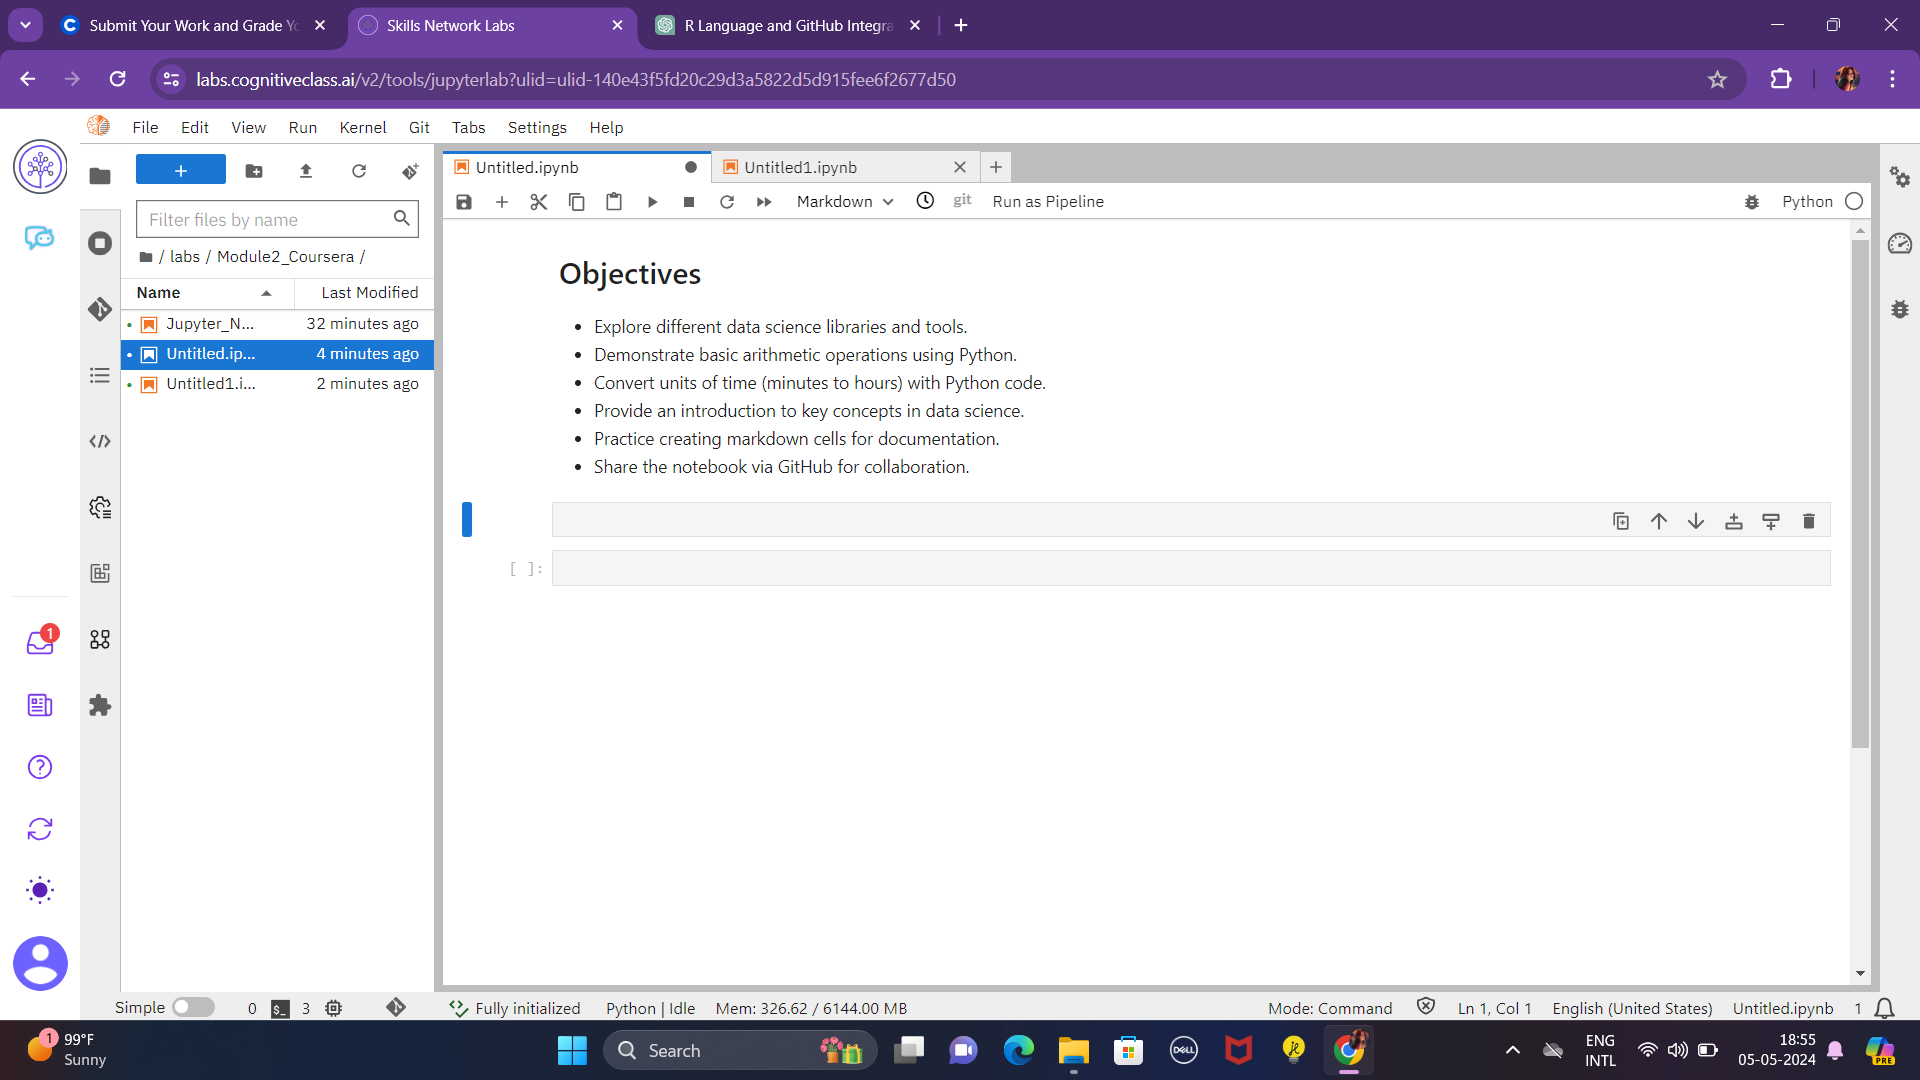 Submit Your Work and Grade Yo
Skills Network Labs
R Language and GitHub Integra
labs.cognitiveclass.ai/v2/tools/jupyterlab?ulid=ulid-140e43f5fd20c29d3a5822d5d915fee6f2677d50
File Edit View Run Kernel Git Tabs Settings Help
Untitled.ipynb
Untitled1.ipynb
Filter files by name
Markdown
git
Run as Pipeline
Python
/ labs / Module2_Coursera /
Name Last Modified
Jupyter_N... 32 minutes ago
Untitled.ip... 4 minutes ago
Untitled1.i... 2 minutes ago
Objectives
• Explore different data science libraries and tools.
• Demonstrate basic arithmetic operations using Python.
• Convert units of time (minutes to hours) with Python code.
• Provide an introduction to key concepts in data science.
• Practice creating markdown cells for documentation.
• Share the notebook via GitHub for collaboration.
[ ]:
1
Simple 0 $_ 3 Fully initialized Python | Idle Mem: 326.62 / 6144.00 MB Mode: Command Ln 1, Col 1 English (United States) Untitled.ipynb 1
1
99°F
Sunny
Search
DELL
ENG
INTL
18:55
05-05-2024
PRE